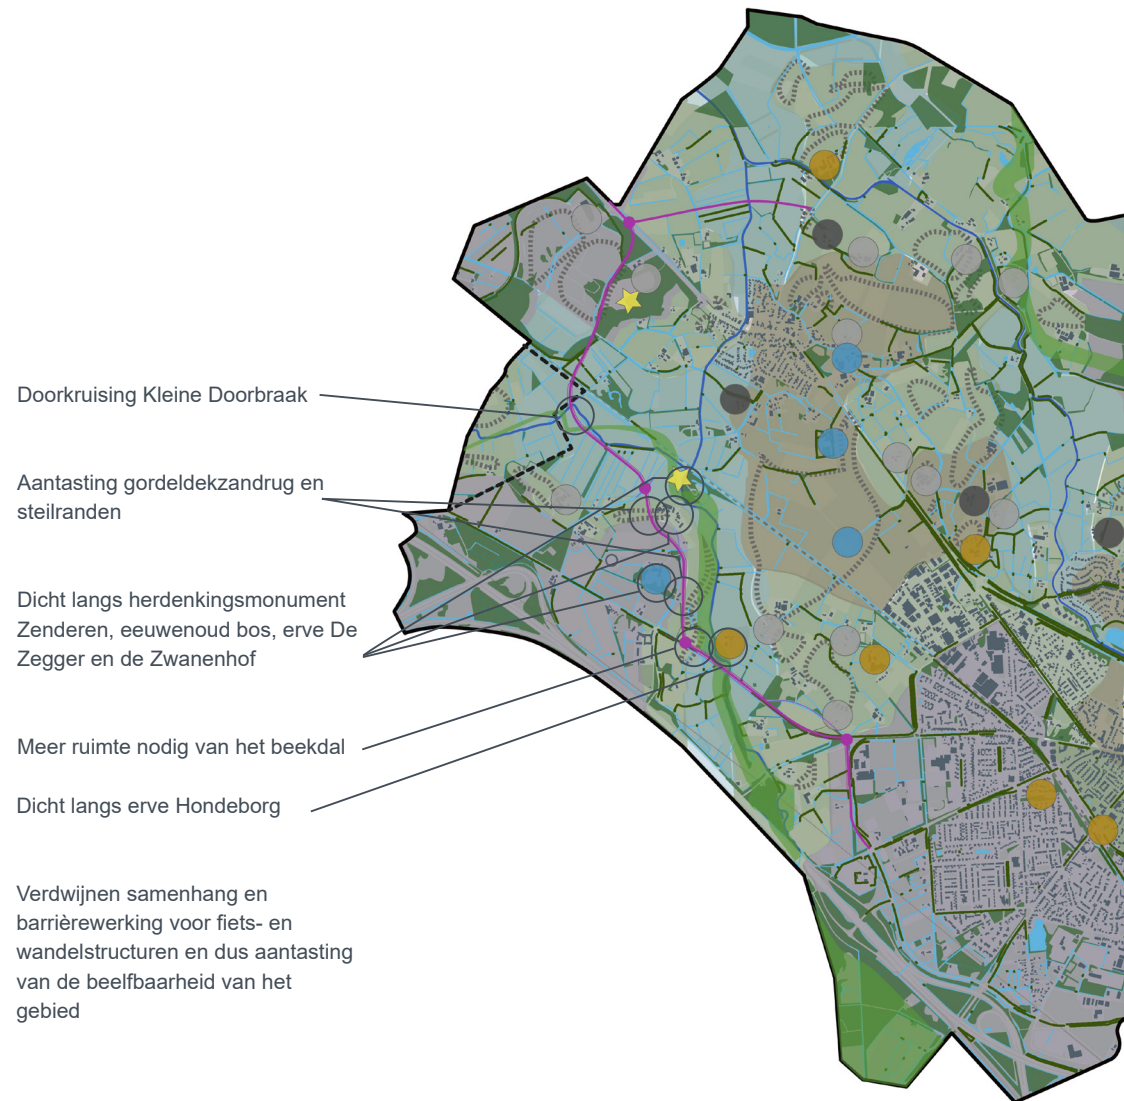 Doorkruising Kleine Doorbraak
Aantasting gordeldekzandrug en
steilranden
Dicht langs herdenkingsmonument
Zenderen, eeuwenoud bos, erve De
Zegger en de Zwanenhof
Meer ruimte nodig van het beekdal
Dicht langs erve Hondeborg
Verdwijnen samenhang en
barrièrewerking voor fiets- en
wandelstructuren en dus aantasting
van de beelfbaarheid van het
gebied